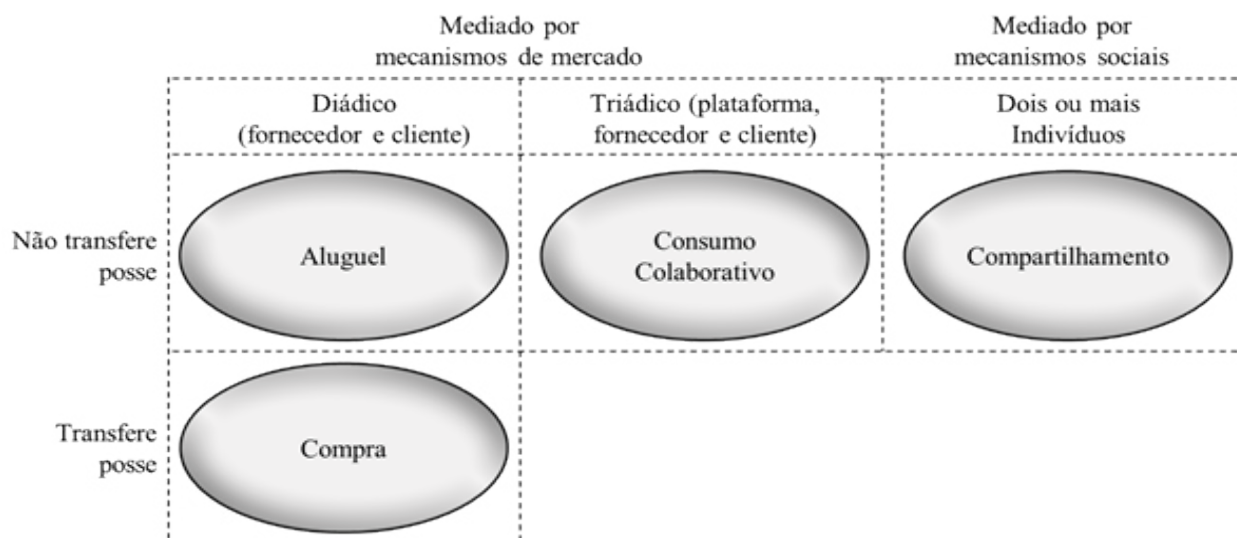 Mediado por
mecanismos de mercado
Mediado por
mecanismos sociais
Diádico
(fornecedor e cliente)
Triádico (plataforma,
fornecedor e cliente)
Dois ou mais
Indivíduos
Não transfere
posse
Aluguel
Consumo
Colaborativo
Compartilhamento
Transfere
posse
Compra